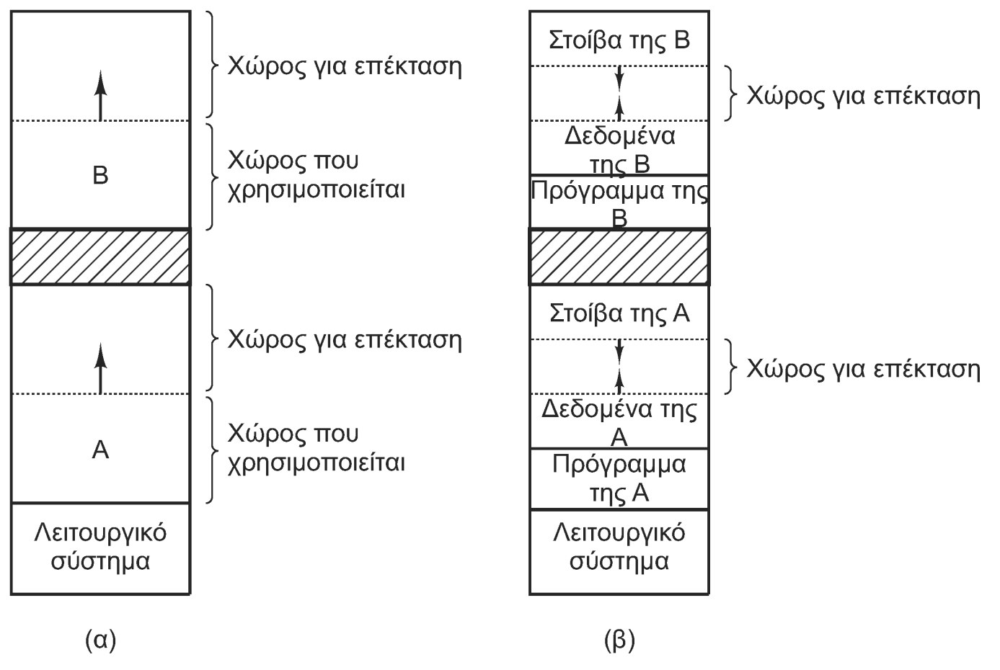 Χώρος για επέκταση
Β
Χώρος που
χρησιμοποιείται
Χώρος για επέκταση
Α
Χώρος που
χρησιμοποιείται
Λειτουργικό
σύστημα
(α)
Στοίβα της Β
Χώρος για επέκταση
Δεδομένα
της Β
Πρόγραμμα της
Β
Στοίβα της Α
Χώρος για επέκταση
Δεδομένα της
Α
Πρόγραμμα
της Α
Λειτουργικό
σύστημα
(β)